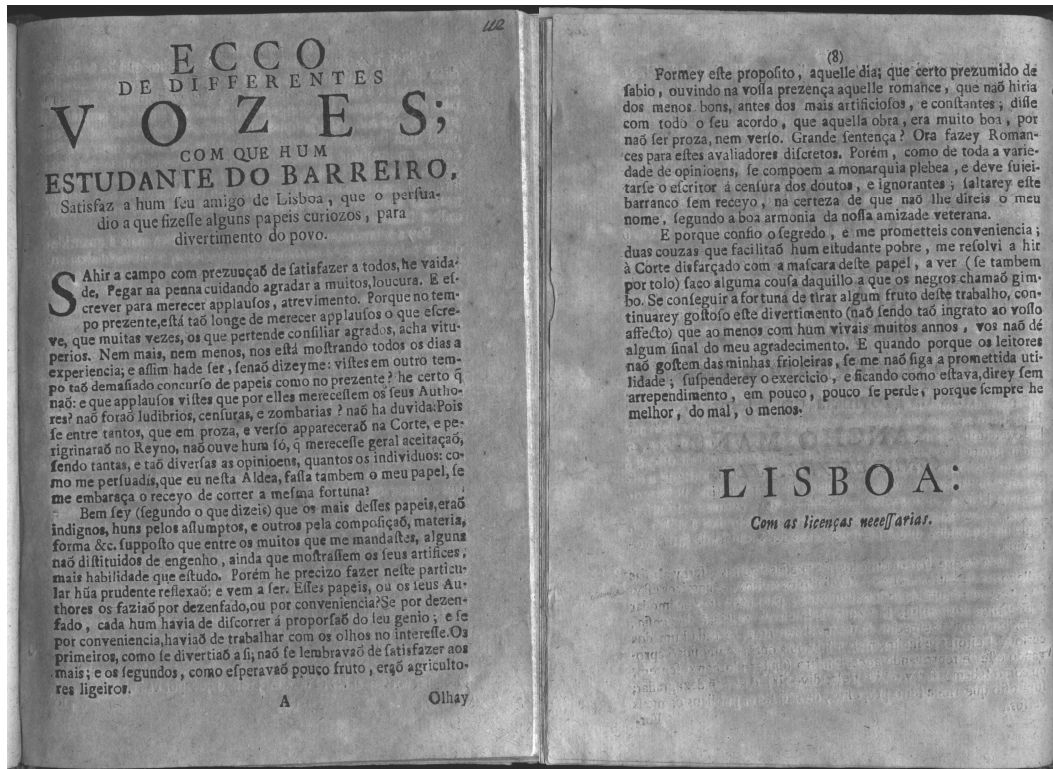 112
ECCO
DE DIFFERENTES
VOZES;
COM QUE HUM
ESTUDANTE DO BARREIRO,
Satisfaz a hum ſeu amigo de Lisboa, que o perſua-
dio a que fizeſſe alguns papeis curiozos, para
divertimento do povo.
SAhir a campo com prezunçaõ de ſatisfazer a todos, he vaida-
de, Pegar na penna cuidando agradar a muitos, loucura. E eſ-
crever para merecer applauſos, atrevimento. Porque no tem-
po prezente, eſtá taõ longe de merecer applauſos o que eſcre-
ve, que muitas vezes, os que pertende conſiliar agrados, acha vitu-
perios. Nem mais, nem menos, nos eſtá moſtrando todos os dias a
experiencia; e aſſim hade ſer, ſenaõ dizeyme: viſtes em outro tem-
po taõ demaſiado concurſo de papeis como no prezente? he certo q̃
naõ: e que applauſos viſtes que por elles mereceſſem os ſeus Autho-
res? naõ foraõ ludibrios, cenſuras, e zombarias? naõ ha duvida: Pois
ſe entre tantos, que em proza, e verſo appareceraõ na Corte, e pe-
rigrinaraõ no Reyno, naõ ouve hum ſó, q̃ mereceſſe geral aceitaçaõ,
ſendo tantas, e taõ diverſas as opinioens, quantos os individuos: co-
mo me perſuadis, que eu neſta Aldea, faſſa tambem o meu papel, ſe
me embaraça o receyo de correr a meſma fortuna?
Bem ſey (ſegundo o que dizeis) que os mais deſſes papeis, eraõ
indignos, huns pelos aſſumptos, e outros pela compoſiçaõ, materia,
forma &c. ſuppoſto que entre os muitos que me mandaſtes, alguns
naõ diſtituidos de engenho, ainda que moſtraſſem os ſeus artifices,
mais habilidade que eſtudo. Porém he precizo fazer neſte particu-
lar hũa prudente reflexaõ: e vem a ſer. Eſſes papeis, ou os ſeus Au-
thores os faziaõ por dezenfado, ou por conveniencia? Se por dezen-
fado, cada hum havia de diſcorrer á proporſaõ do ſeu genio; e ſe
por conveniencia, haviaõ de trabalhar com os olhos no intereſſe. Os
primeiros, como ſe divertiaõ a ſi; naõ ſe lembravaõ de ſatisfazer aos
mais; e os ſegundos, como eſperavaõ pouco fruto, eraõ agriculto-
res ligeiros.
A Olhay
(8)
Formey eſte propoſito, aquelle dia; que certo prezumido de
ſabio, ouvindo na voſſa prezença aquelle romance, que naõ hiria
dos menos bons, antes dos mais artificioſos, e conſtantes; diſſe
com todo o ſeu acordo, que aquella obra, era muito boa, por
naõ ſer proza, nem verſo. Grande ſentença? Ora fazey Roman-
ces para eſtes avaliadores diſcretos. Porém, como de toda a varie-
dade de opinioens, ſe compoem a monarquia plebea, e deve ſujei-
tarſe o eſcritor á cenſura dos doutos, e ignorantes; ſaltarey eſte
barranco ſem receyo, na certeza de que naõ lhe direis o meu
nome, ſegundo a boa armonia da noſſa amizade veterana.
E porque confio o ſegredo, e me prometteis conveniencia;
duas couzas que facilitaõ hum eſtudante pobre, me reſolvi a hir
à Corte disfarçado com a maſcara deſte papel, a ver (ſe tambem
por tolo) ſaco alguma couſa daquillo a que os negros chamaõ gim-
bo. Se conſeguir a fortuna de tirar algum fruto deſte trabalho, con-
tinuarey goſtoſo eſte divertimento (naõ ſendo taõ ingrato ao voſſo
affecto) que ao menos com hum vivais muitos annos, vos naõ dé
algum ſinal do meu agradecimento. E quando porque os leitores
naõ goſtem das minhas frioleiras, ſe me naõ ſiga a promettida uti-
lidade; ſuſpenderey o exercicio, e ficando como eſtava, direy ſem
arrependimento, em pouco, pouco ſe perde, porque ſempre he
melhor, do mal, o menos.
LISBOA:
Com as licenças neceſſarias.